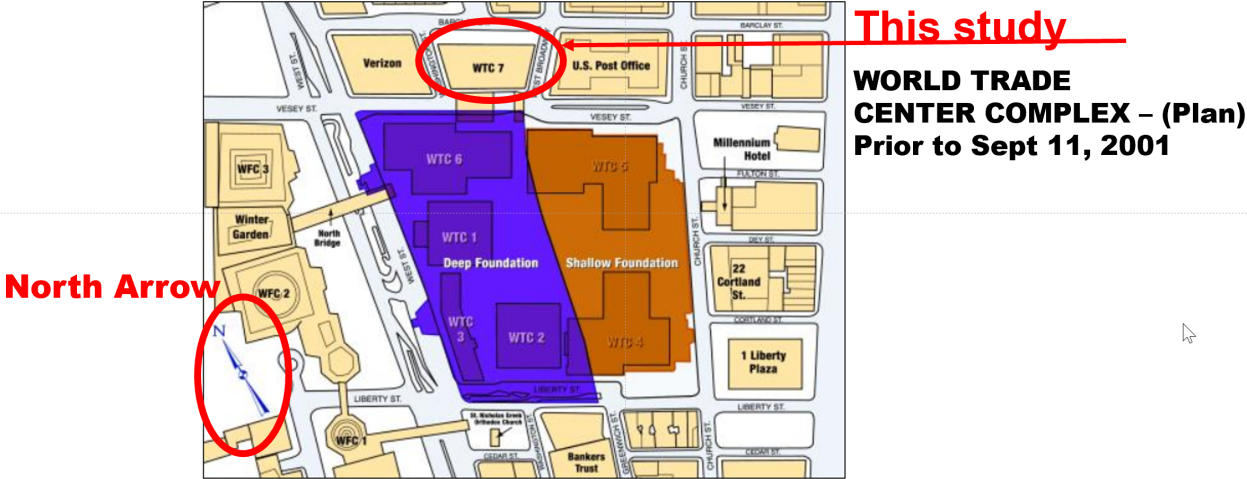 This study
WORLD TRADE
CENTER COMPLEX – (Plan)
Prior to Sept 11, 2001
North Arrow
N
BARCLAY ST.
WEST ST.
Verizon
WTC 7
U.S. Post Office
CHURCH ST.
VESEY ST.
VESEY ST.
VESEY ST.
WTC 6
WTC 5
Millennium
Hotel
FULTON ST.
WFC 3
Winter
Garden
North
Bridge
WTC 1
WEST ST.
Deep Foundation
Shallow Foundation
CHURCH ST.
DEY ST.
22
Cortland
St.
CORTLAND ST.
WFC 2
WTC
3
WTC 2
WTC 4
1 Liberty
Plaza
LIBERTY ST.
LIBERTY ST.
LIBERTY ST.
WFC 1
St. Nicholas Greek
Orthodox Church
CEDAR ST.
WASHINGTON ST.
Bankers
Trust
GREENWICH ST.
CHURCH ST.
CEDAR ST.